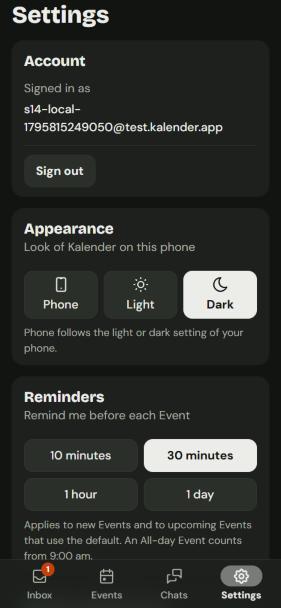 Settings
Account
Signed in as
s14-local-
1795815249050@test.kalender.app
Sign out
Appearance
Look of Kalender on this phone
Phone
Light
Dark
Phone follows the light or dark setting of your
phone.
Reminders
Remind me before each Event
10 minutes
30 minutes
1 hour
1 day
Applies to new Events and to upcoming Events
that use the default. An All-day Event counts
from 9:00 am.
1
Inbox
Events
Chats
Settings